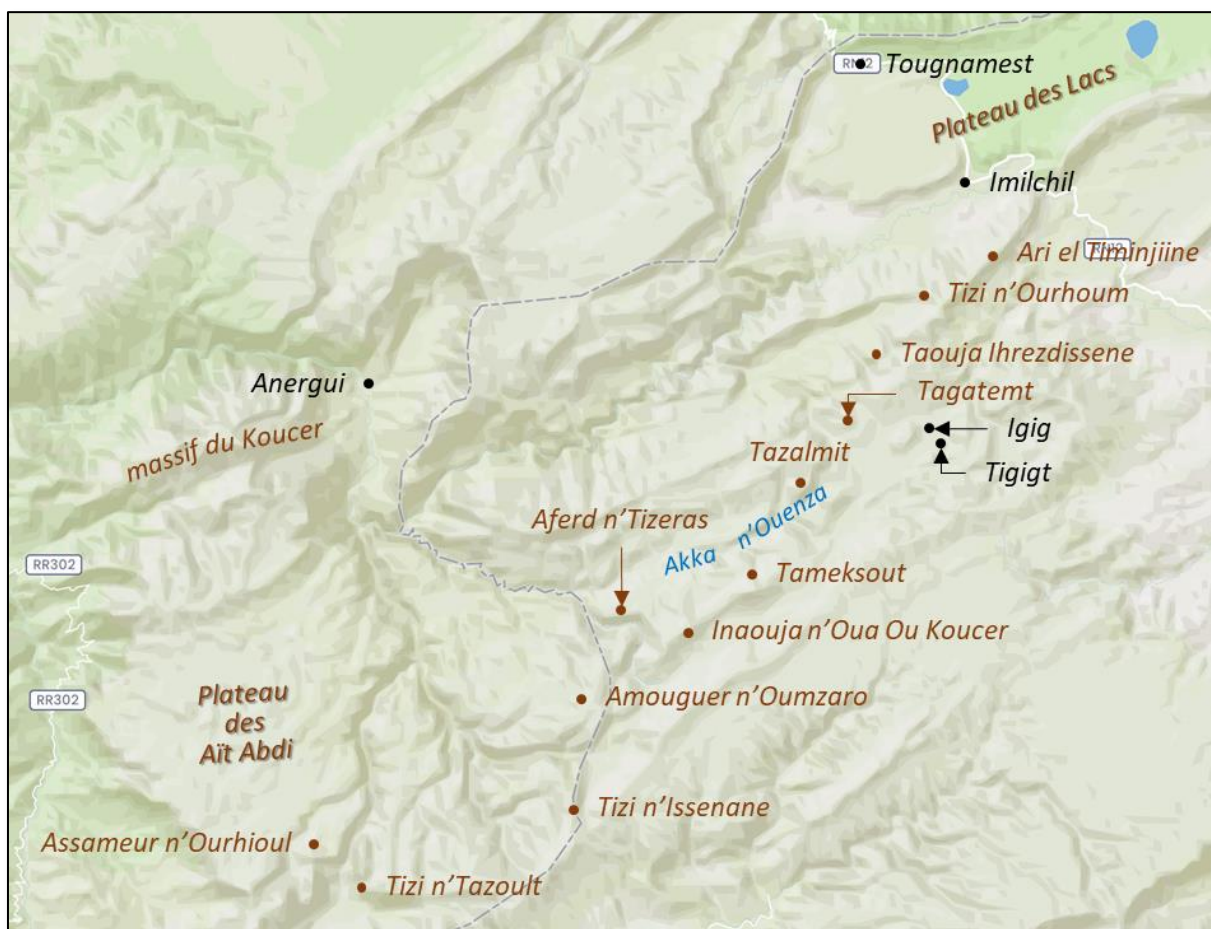 RN12
Tougnamest
Plateau des Lacs
Imilchil
Ari el Timinjiine
Tizi n’Ourhoum
Taouja Ihrezdissene
Anergui
Tagatemt
massif du Koucer
Igig
Tazalmit
Tigigt
Aferd n’Tizeras
Akka n’Ouenza
RR302
Tameksout
Inaouja n’Oua Ou Koucer
RR302
Plateau
des
Aït Abdi
Amouguer n’Oumzaro
Tizi n’Issenane
Assameur n’Ourhioul
Tizi n’Tazoult